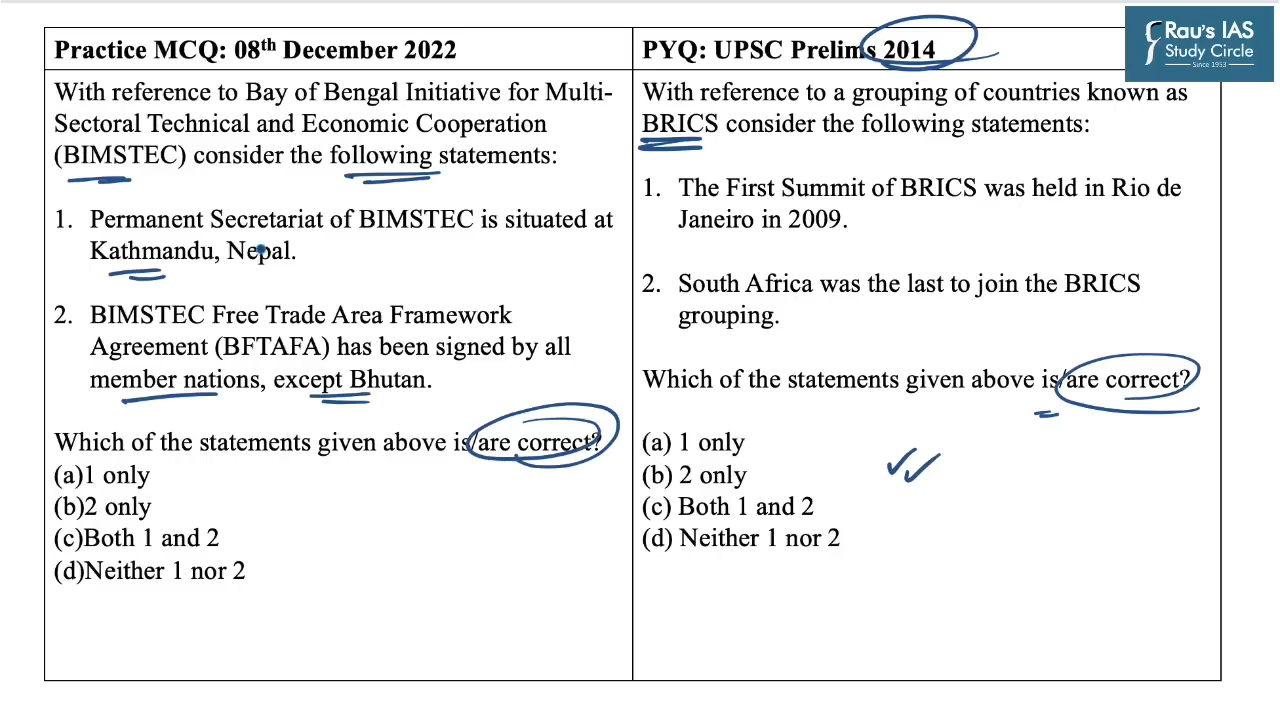 Rau's IAS
Study Circle
Since 1953
Practice MCQ: 08th December 2022
With reference to Bay of Bengal Initiative for Multi-
Sectoral Technical and Economic Cooperation
(BIMSTEC) consider the following statements:
1. Permanent Secretariat of BIMSTEC is situated at
Kathmandu, Nepal.
2. BIMSTEC Free Trade Area Framework
Agreement (BFTAFA) has been signed by all
member nations, except Bhutan.
Which of the statements given above is/are correct?
(a)1 only
(b)2 only
(c)Both 1 and 2
(d)Neither 1 nor 2
PYQ: UPSC Prelims 2014
With reference to a grouping of countries known as
BRICS consider the following statements:
1. The First Summit of BRICS was held in Rio de
Janeiro in 2009.
2. South Africa was the last to join the BRICS
grouping.
Which of the statements given above is/are correct?
(a) 1 only
(b) 2 only
(c) Both 1 and 2
(d) Neither 1 nor 2